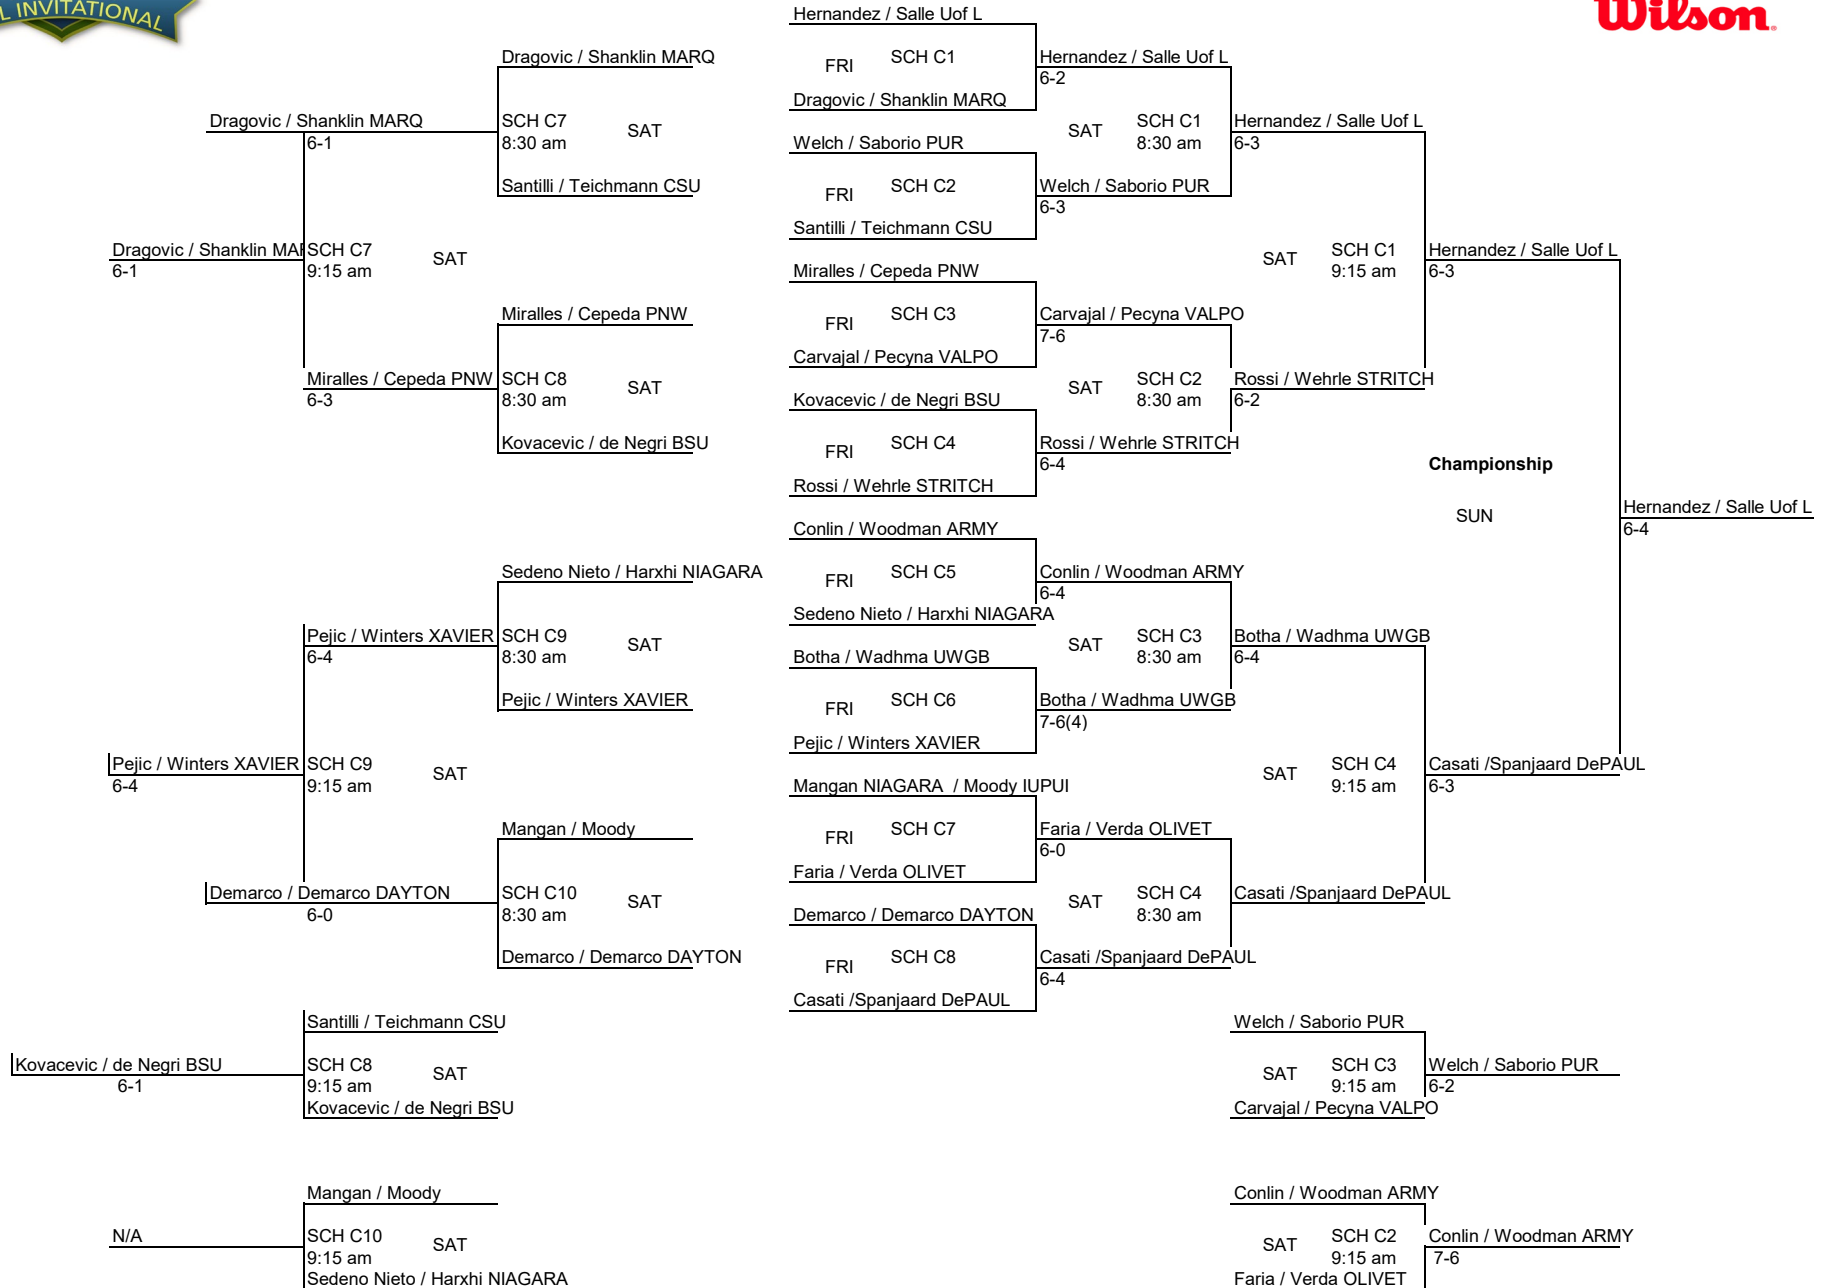 L INVITATIONAL
Wilson
Hernandez / Salle Uof L
Dragovic / Shanklin MARQ
FRI SCH C1
Hernandez / Salle Uof L
6-2
Dragovic / Shanklin MARQ
Dragovic / Shanklin MARQ
6-1
SCH C7
8:30 am
SAT
Welch / Saborio PUR
SAT
SCH C1
8:30 am
Hernandez / Salle Uof L
6-3
Santilli / Teichmann CSU
FRI SCH C2
Welch / Saborio PUR
6-3
Santilli / Teichmann CSU
Dragovic / Shanklin MAR
6-1
SCH C7
9:15 am
SAT
Miralles / Cepeda PNW
SAT
SCH C1
9:15 am
Hernandez / Salle Uof L
6-3
Miralles / Cepeda PNW
FRI SCH C3
Carvajal / Pecyna VALPO
7-6
Carvajal / Pecyna VALPO
Miralles / Cepeda PNW
6-3
SCH C8
8:30 am
SAT
Kovacevic / de Negri BSU
SAT
SCH C2
8:30 am
Rossi / Wehrle STRITCH
6-2
Kovacevic / de Negri BSU
FRI SCH C4
Rossi / Wehrle STRITCH
6-4
Rossi / Wehrle STRITCH
Championship
SUN
Hernandez / Salle Uof L
6-4
Conlin / Woodman ARMY
Sedeno Nieto / Harxhi NIAGARA
FRI SCH C5
Conlin / Woodman ARMY
6-4
Sedeno Nieto / Harxhi NIAGARA
Pejic / Winters XAVIER
6-4
SCH C9
8:30 am
SAT
Botha / Wadhma UWGB
SAT
SCH C3
8:30 am
Botha / Wadhma UWGB
6-4
Pejic / Winters XAVIER
FRI SCH C6
Botha / Wadhma UWGB
7-6(4)
Pejic / Winters XAVIER
Pejic / Winters XAVIER
6-4
SCH C9
9:15 am
SAT
Mangan NIAGARA / Moody IUPUI
SAT
SCH C4
9:15 am
Casati /Spanjaard DePAUL
6-3
Mangan / Moody
FRI SCH C7
Faria / Verda OLIVET
6-0
Faria / Verda OLIVET
Demarco / Demarco DAYTON
6-0
SCH C10
8:30 am
SAT
Demarco / Demarco DAYTON
SAT
SCH C4
8:30 am
Casati /Spanjaard DePAUL
Demarco / Demarco DAYTON
FRI SCH C8
Casati /Spanjaard DePAUL
6-4
Casati /Spanjaard DePAUL
Santilli / Teichmann CSU
Kovacevic / de Negri BSU
6-1
SCH C8
9:15 am
SAT
Kovacevic / de Negri BSU
Welch / Saborio PUR
SAT
SCH C3
9:15 am
Welch / Saborio PUR
6-2
Carvajal / Pecyna VALPO
Mangan / Moody
N/A
SCH C10
9:15 am
SAT
Sedeno Nieto / Harxhi NIAGARA
Conlin / Woodman ARMY
SAT
SCH C2
9:15 am
Conlin / Woodman ARMY
7-6
Faria / Verda OLIVET